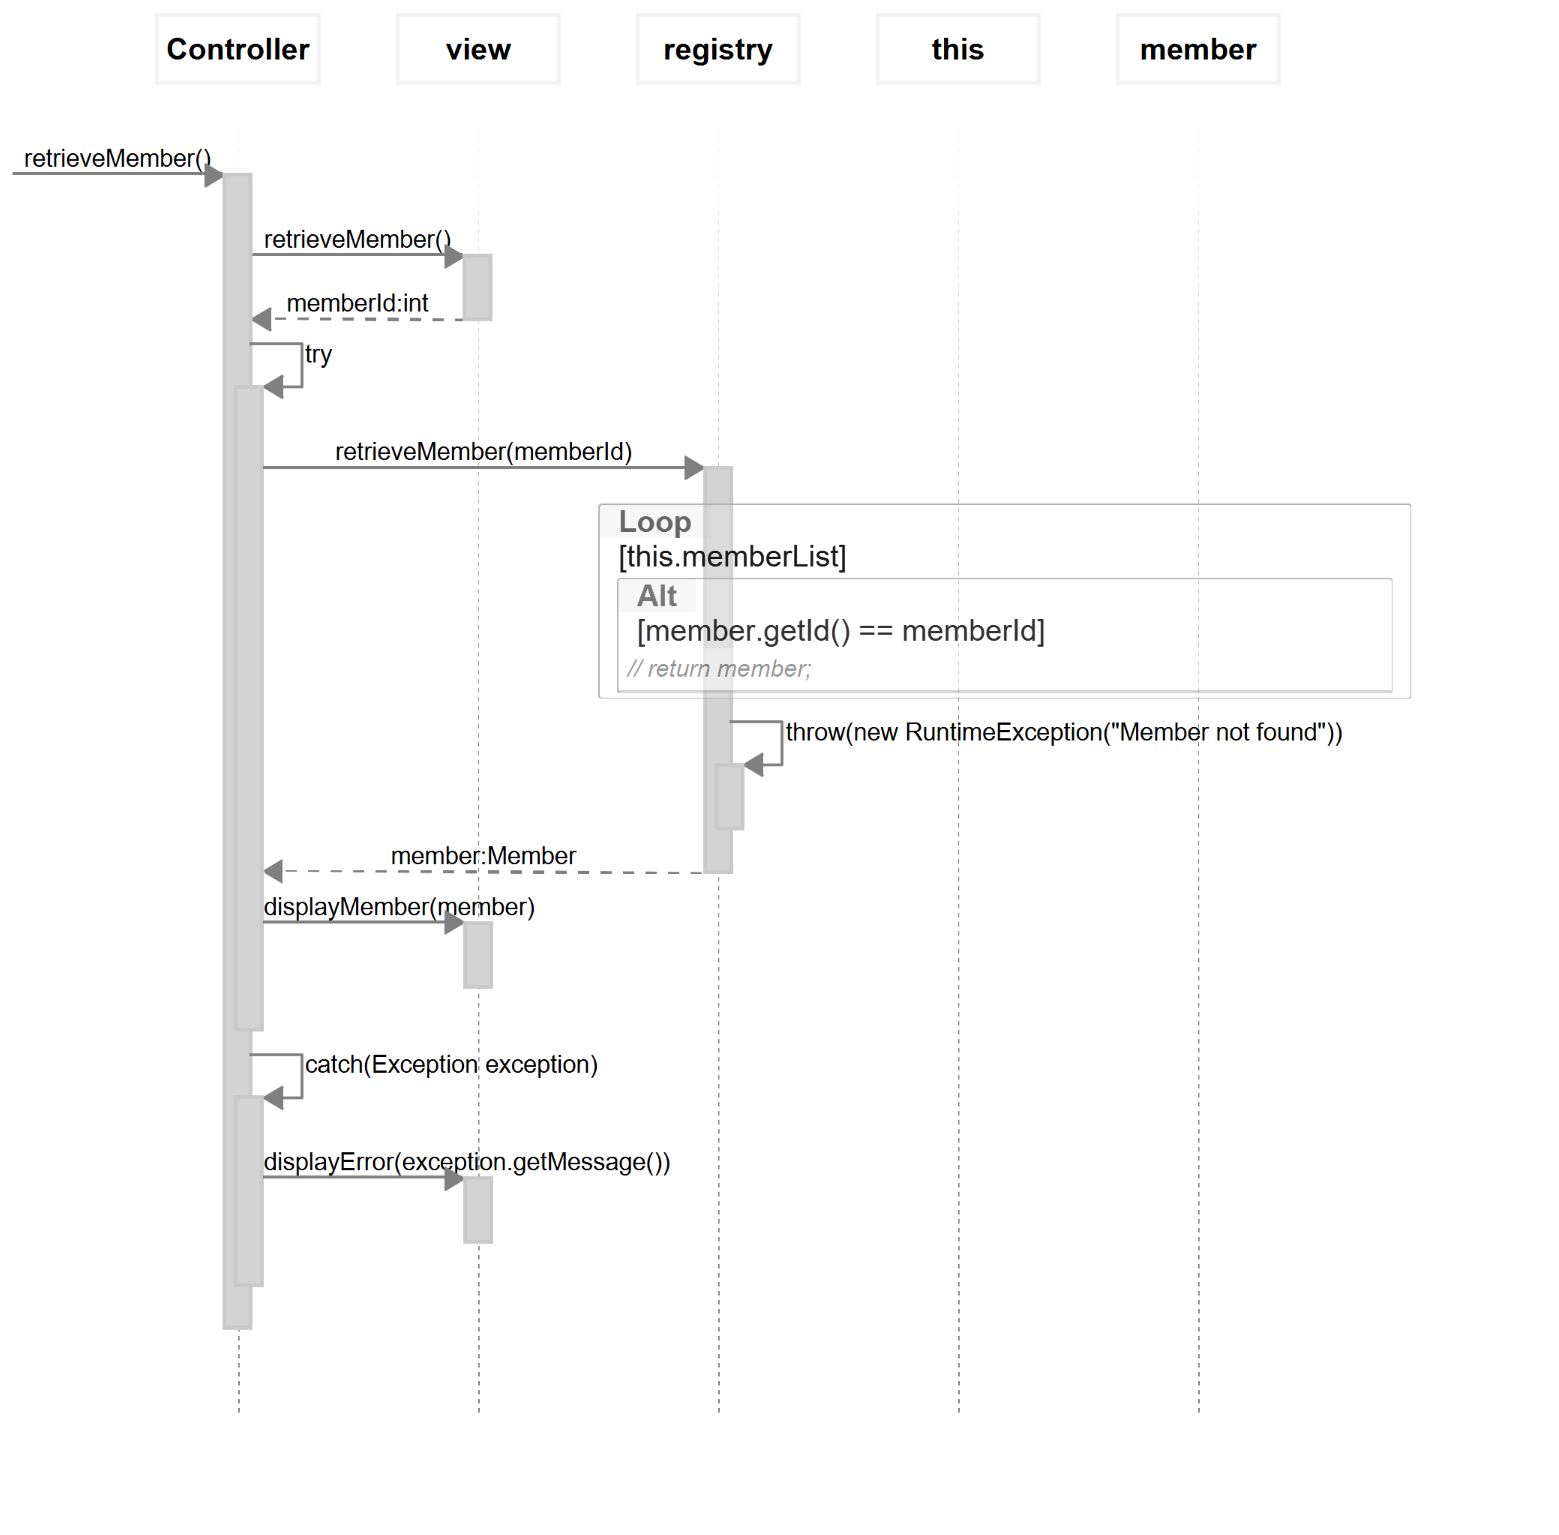 Controller view registry this member
retrieveMember()
retrieveMember()
memberId:int
try
retrieveMember(memberId)
Loop
[this.memberList]
Alt
[member.getId() == memberId]
// return member;
throw(new RuntimeException("Member not found"))
member:Member
displayMember(member)
catch(Exception exception)
displayError(exception.getMessage())